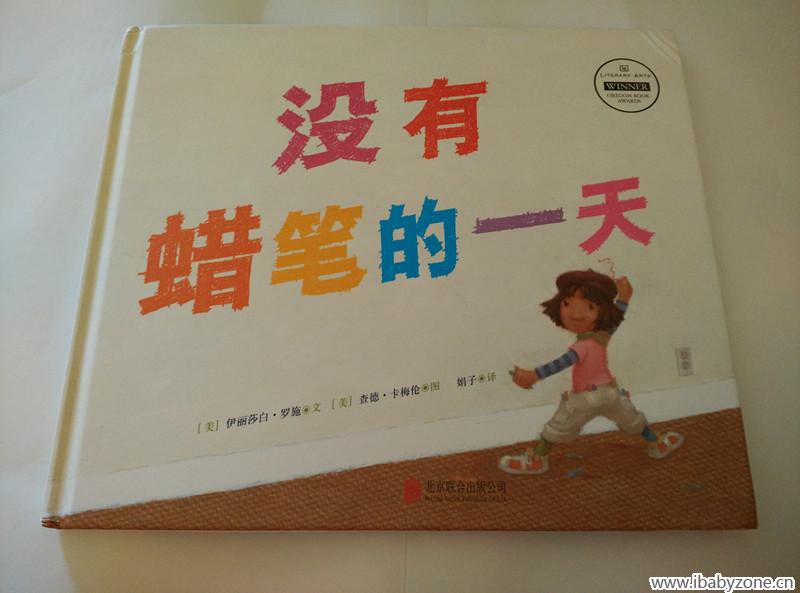 没有
蜡笔的一天
LITERARY ARTS
WINNER
OREGON BOOK
AWARDS
[美] 伊丽莎白·罗施 文 [美] 查德·卡梅伦 图 娟子 译
北京联合出版公司
www.ibabyzone.cn